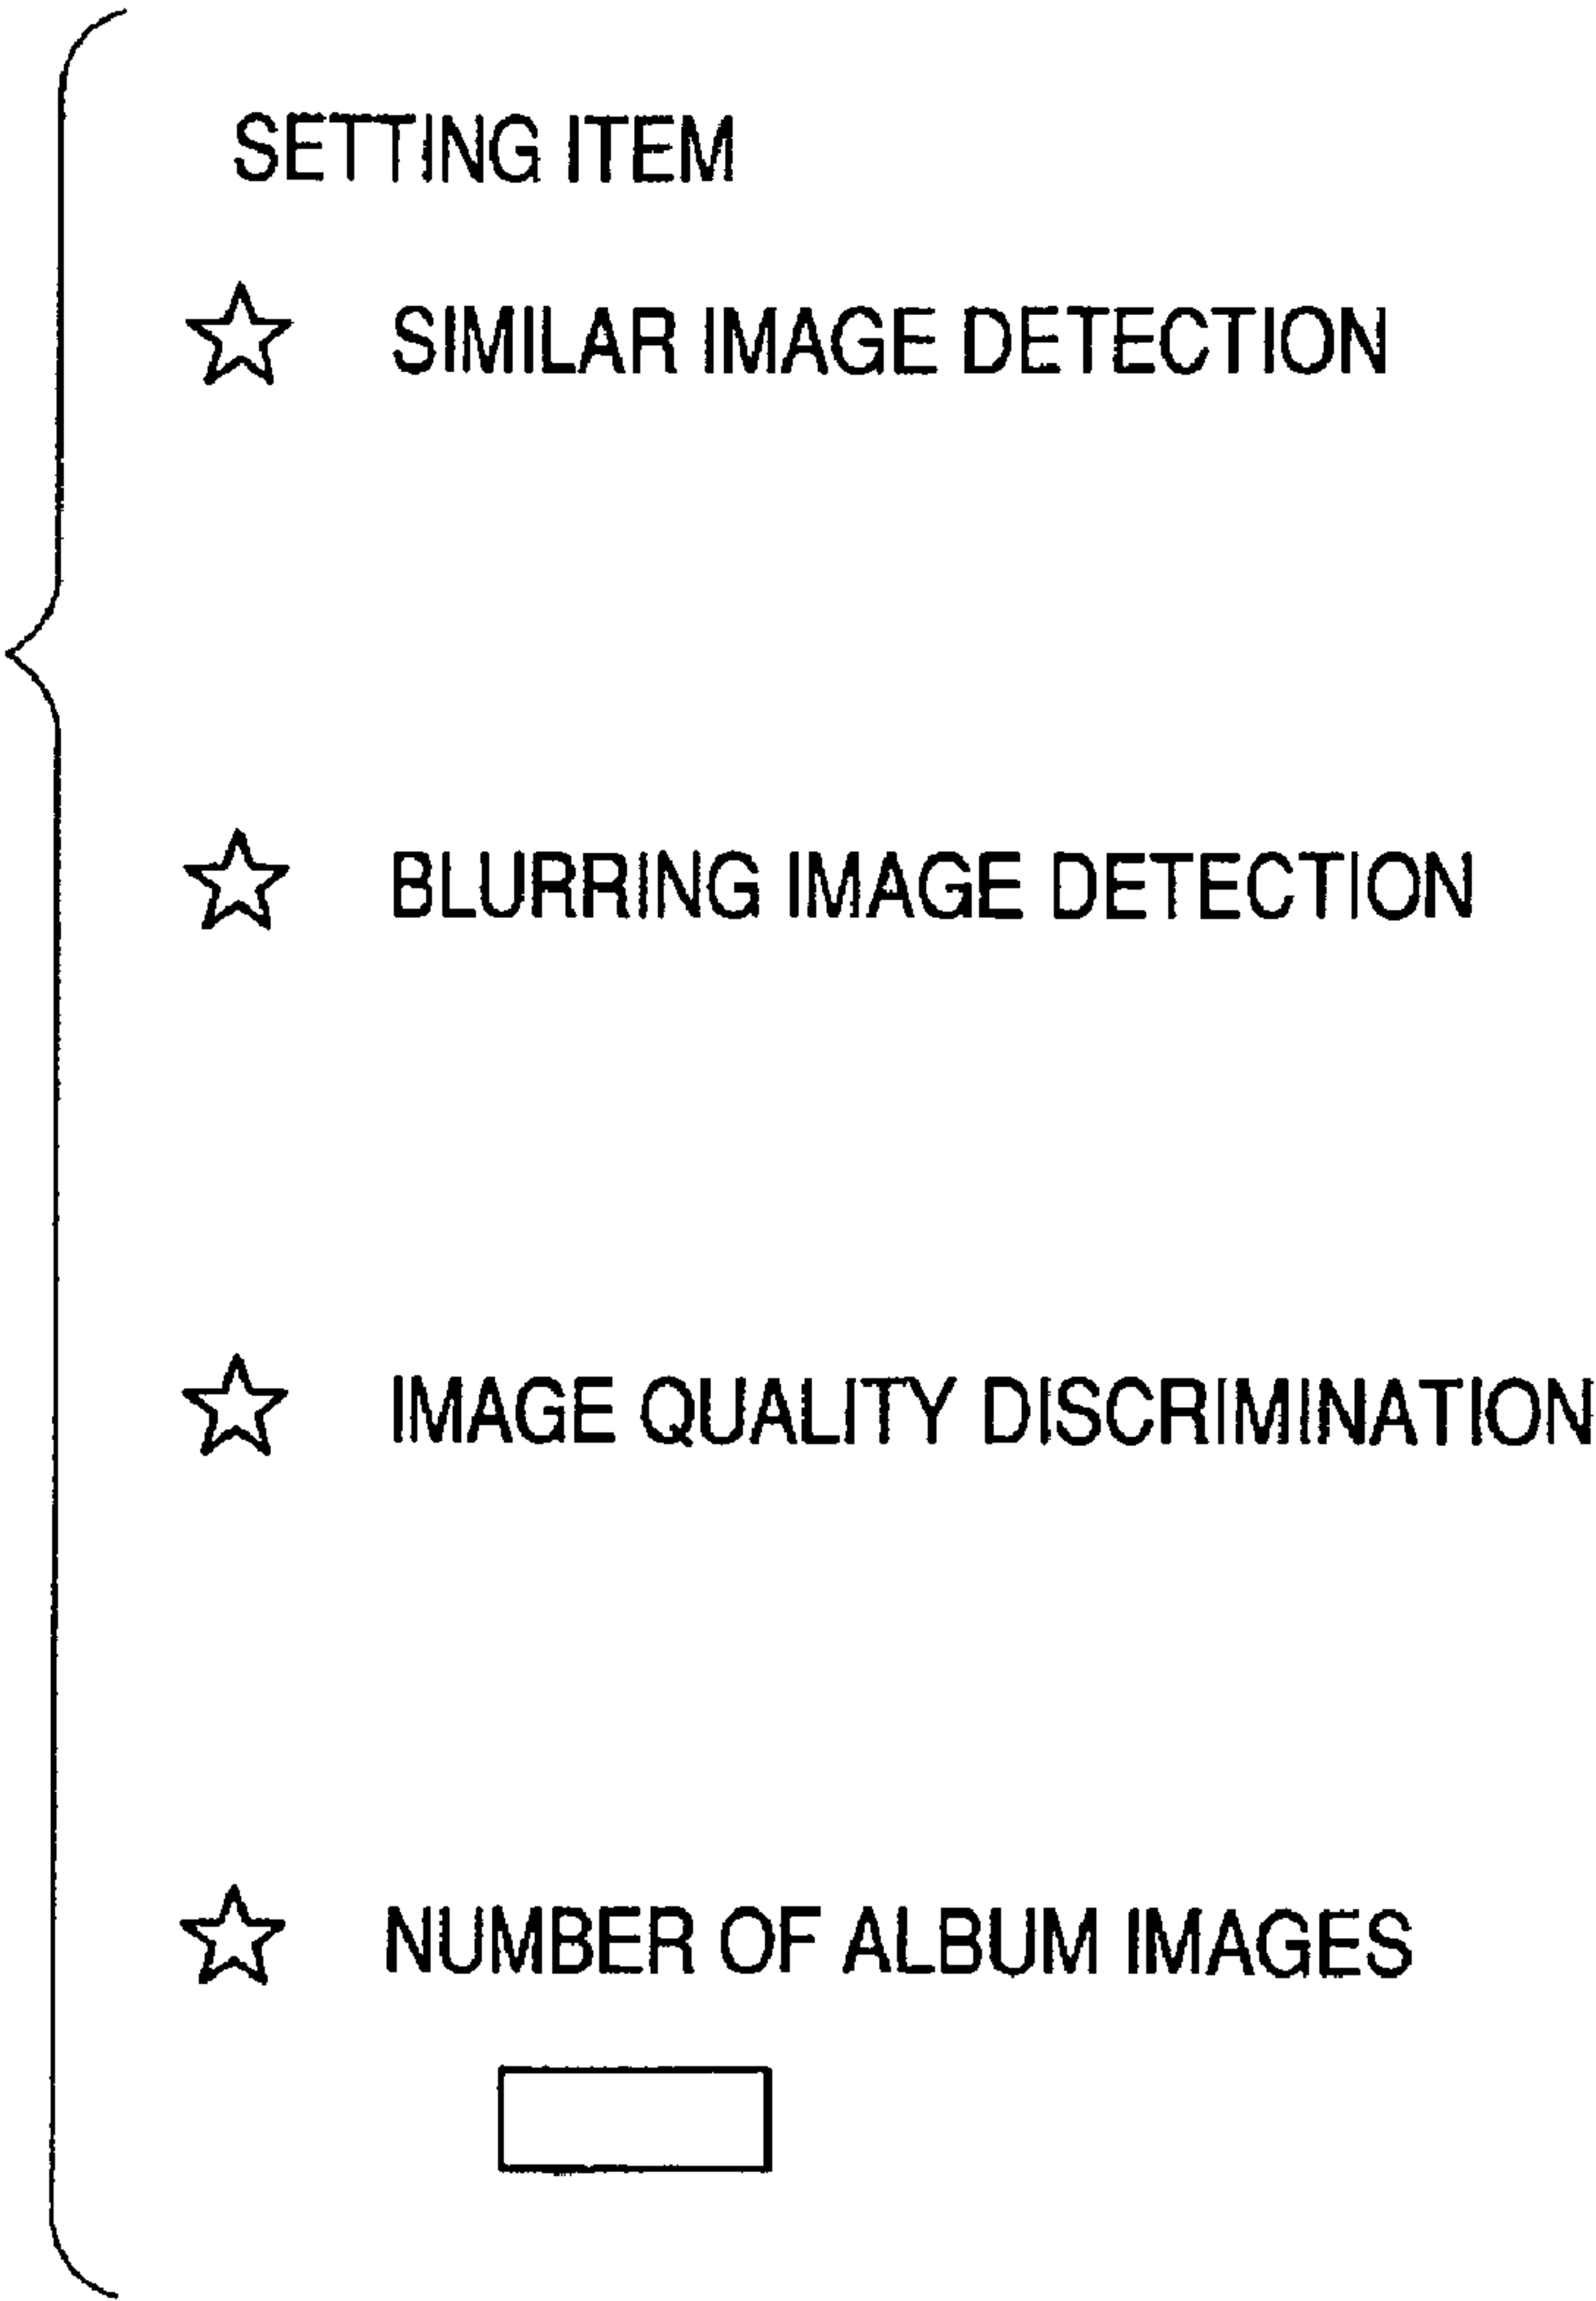 SETTING ITEM
☆ SIMILAR IMAGE DETECTION
☆ BLURRING IMAGE DETECTION
☆ IMAGE QUALITY DISCRIMINATION
☆ NUMBER OF ALBUM IMAGES